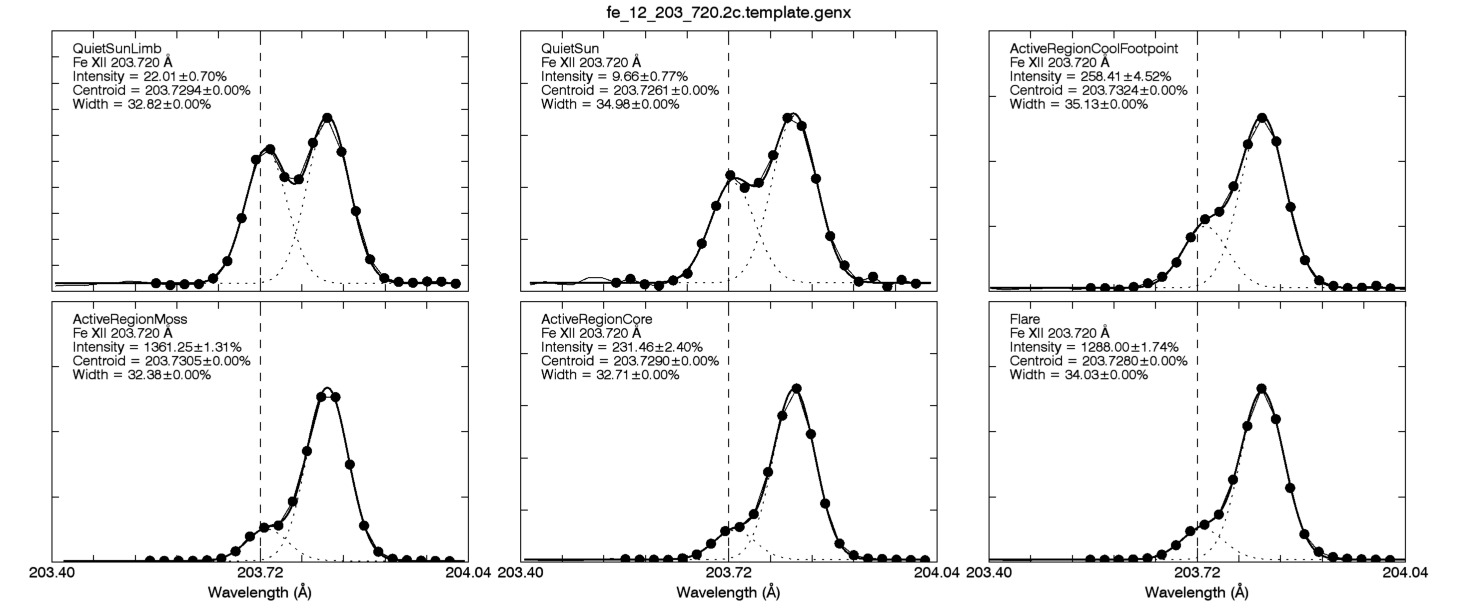 fe_12_203_720.2c.template.genx
QuietSunLimb
Fe XII 203.720 Å
Intensity = 22.01±0.70%
Centroid = 203.7294±0.00%
Width = 32.82±0.00%
QuietSun
Fe XII 203.720 Å
Intensity = 9.66±0.77%
Centroid = 203.7261±0.00%
Width = 34.98±0.00%
ActiveRegionCoolFootpoint
Fe XII 203.720 Å
Intensity = 258.41±4.52%
Centroid = 203.7324±0.00%
Width = 35.13±0.00%
ActiveRegionMoss
Fe XII 203.720 Å
Intensity = 1361.25±1.31%
Centroid = 203.7305±0.00%
Width = 32.38±0.00%
ActiveRegionCore
Fe XII 203.720 Å
Intensity = 231.46±2.40%
Centroid = 203.7290±0.00%
Width = 32.71±0.00%
Flare
Fe XII 203.720 Å
Intensity = 1288.00±1.74%
Centroid = 203.7280±0.00%
Width = 34.03±0.00%
203.40 203.72 204.04 203.40 203.72 204.04 203.40 203.72 204.04
Wavelength (Å) Wavelength (Å) Wavelength (Å)